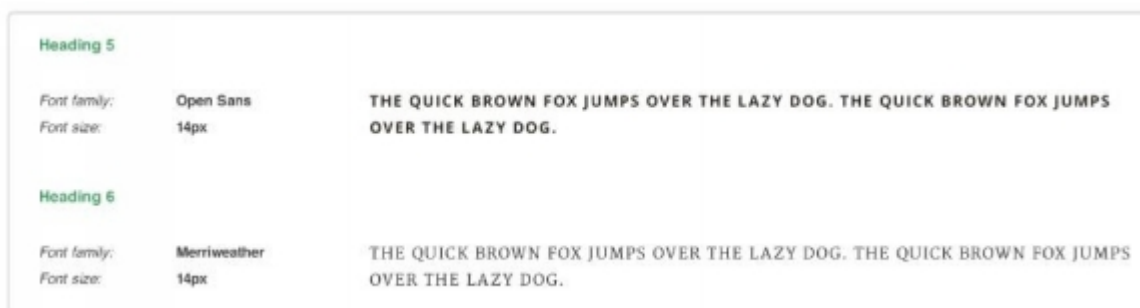 Heading 5
Font family: Open Sans THE QUICK BROWN FOX JUMPS OVER THE LAZY DOG. THE QUICK BROWN FOX JUMPS
Font size: 14px OVER THE LAZY DOG.
Heading 6
Font family: Merriweather THE QUICK BROWN FOX JUMPS OVER THE LAZY DOG. THE QUICK BROWN FOX JUMPS
Font size: 14px OVER THE LAZY DOG.